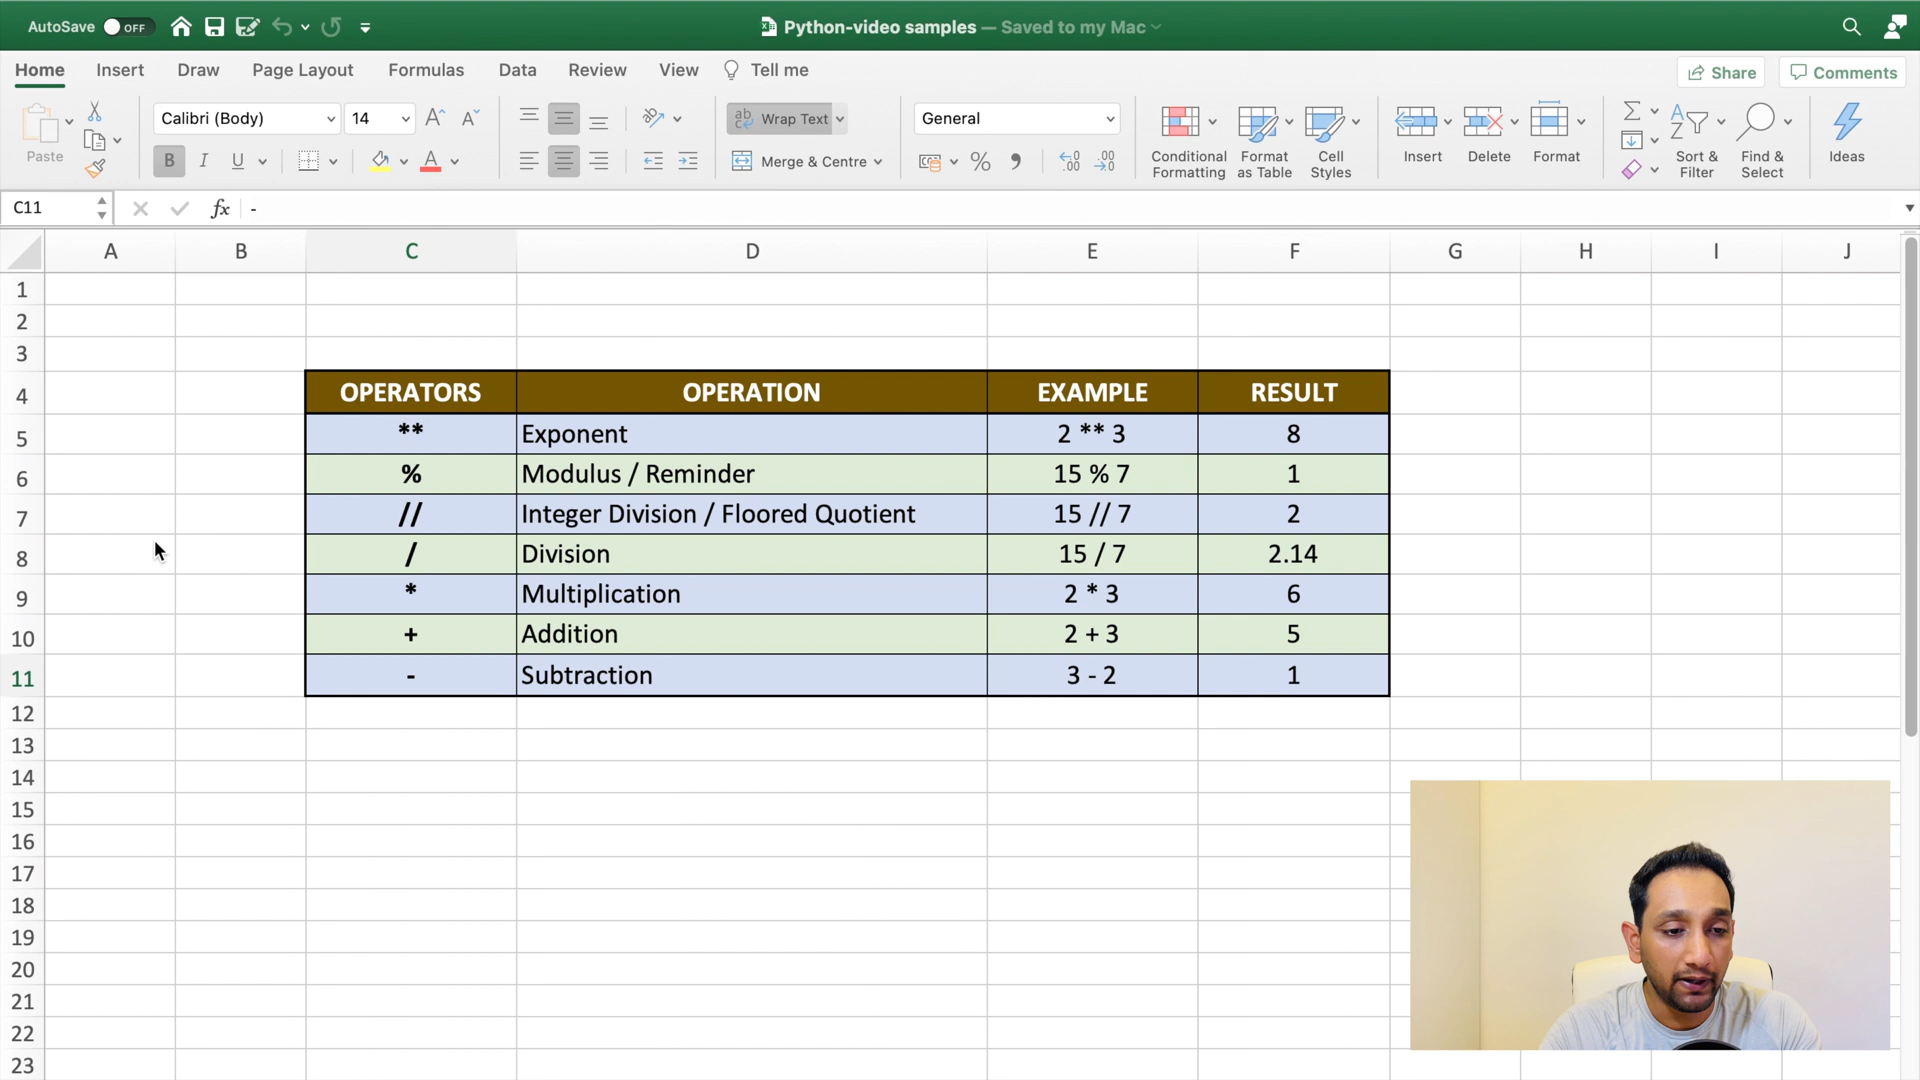 AutoSave OFF Python-video samples — Saved to my Mac
Home Insert Draw Page Layout Formulas Data Review View Tell me Share Comments
Paste Calibri (Body) 14 A A Wrap Text General
B I U A Merge & Centre % , .0 .00 .00 .0
Conditional Formatting Format as Table Cell Styles Insert Delete Format Sort & Filter Find & Select Ideas
C11 fx -
A B C D E F G H I J
1
2
3
4 OPERATORS OPERATION EXAMPLE RESULT
5 ** Exponent 2 ** 3 8
6 % Modulus / Reminder 15 % 7 1
7 // Integer Division / Floored Quotient 15 // 7 2
8 / Division 15 / 7 2.14
9 * Multiplication 2 * 3 6
10 + Addition 2 + 3 5
11 - Subtraction 3 - 2 1
12
13
14
15
16
17
18
19
20
21
22
23